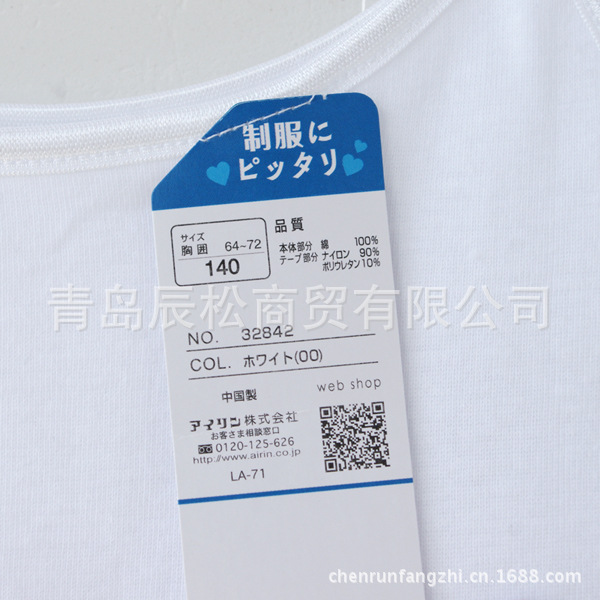 制服に
ピッタリ
サイズ
胸囲 64~72
140
品質
本体部分 綿 100%
テープ部分 ナイロン 90%
ポリウレタン10%
青岛辰松商贸有限公司
NO. 32842
COL. ホワイト(00)
中国製
web shop
アイリン株式会社
お客さま相談窓口
0120-125-626
http://www.airin.co.jp
LA-71
chenrunfangzhi.cn.1688.com